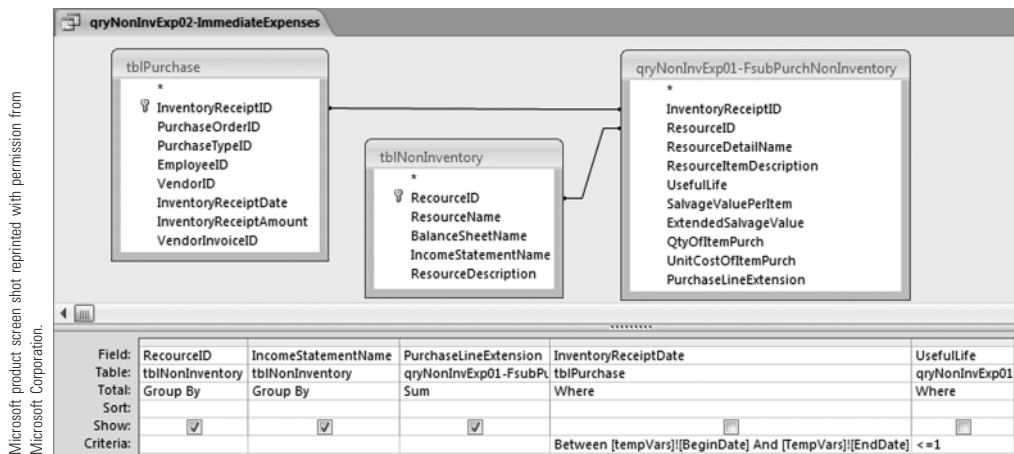 Microsoft product screen shot reprinted with permission from
Microsoft Corporation.
qryNonInvExp02-ImmediateExpenses
tblPurchase
*
InventoryReceiptID
PurchaseOrderID
PurchaseTypeID
EmployeeID
VendorID
InventoryReceiptDate
InventoryReceiptAmount
VendorInvoiceID
tblNonInventory
*
RecourceID
ResourceName
BalanceSheetName
IncomeStatementName
ResourceDescription
qryNonInvExp01-FsubPurchNonInventory
*
InventoryReceiptID
ResourceID
ResourceDetailName
ResourceItemDescription
UsefulLife
SalvageValuePerItem
ExtendedSalvageValue
QtyOfItemPurch
UnitCostOfItemPurch
PurchaseLineExtension
Field: RecourceID IncomeStatementName PurchaseLineExtension InventoryReceiptDate UsefulLife
Table: tblNonInventory tblNonInventory qryNonInvExp01-FsubPu tblPurchase qryNonInvExp01
Total: Group By Group By Sum Where Where
Sort:
Show:
Criteria: Between [tempVars]![BeginDate] And [TempVars]![EndDate] <=1